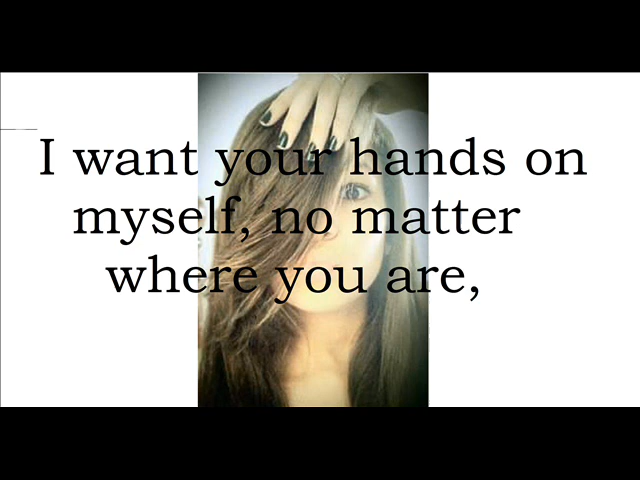 I want your hands on
myself, no matter
where you are,